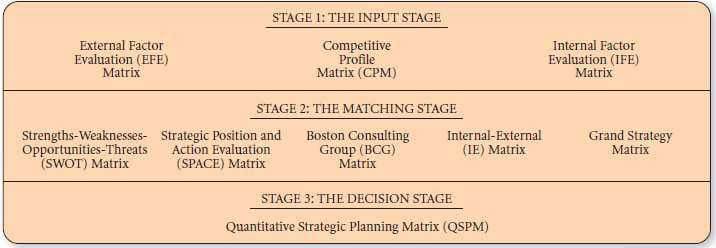 STAGE 1: THE INPUT STAGE
External Factor
Evaluation (EFE)
Matrix
Competitive
Profile
Matrix (CPM)
Internal Factor
Evaluation (IFE)
Matrix
STAGE 2: THE MATCHING STAGE
Strengths-Weaknesses-
Opportunities-Threats
(SWOT) Matrix
Strategic Position and
Action Evaluation
(SPACE) Matrix
Boston Consulting
Group (BCG)
Matrix
Internal-External
(IE) Matrix
Grand Strategy
Matrix
STAGE 3: THE DECISION STAGE
Quantitative Strategic Planning Matrix (QSPM)